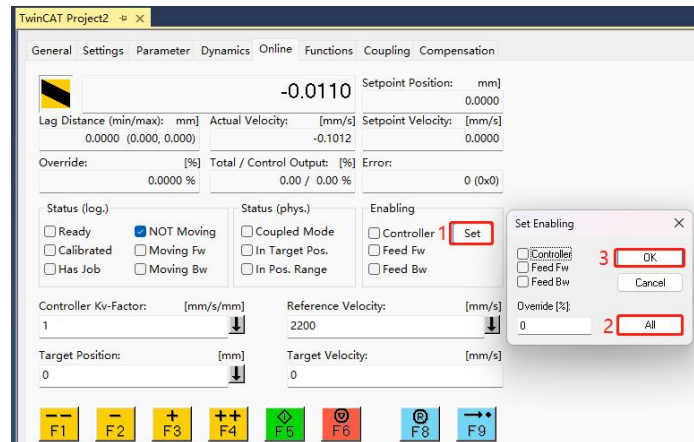 TwinCAT Project2
General Settings Parameter Dynamics Online Functions Coupling Compensation
-0.0110
Setpoint Position: mm]
0.0000
Lag Distance (min/max): mm] Actual Velocity: [mm/s] Setpoint Velocity: [mm/s]
0.0000 (0.000, 0.000) -0.1012 0.0000
Override: [%] Total / Control Output: [%] Error:
0.0000 % 0.00 / 0.00 % 0 (0x0)
Status (log.) Status (phys.) Enabling
Ready NOT Moving Coupled Mode Controller 1 Set
Calibrated Moving Fw In Target Pos. Feed Fw
Has Job Moving Bw In Pos. Range Feed Bw
Controller Kv-Factor: [mm/s/mm] Reference Velocity: [mm/s]
1 2200
Target Position: [mm] Target Velocity: [mm/s]
0 0
F1 F2 F3 F4 F5 F6 F8 F9
Set Enabling
Controller 3 OK
Feed Fw
Feed Bw Cancel
Override [%]:
0 2 All